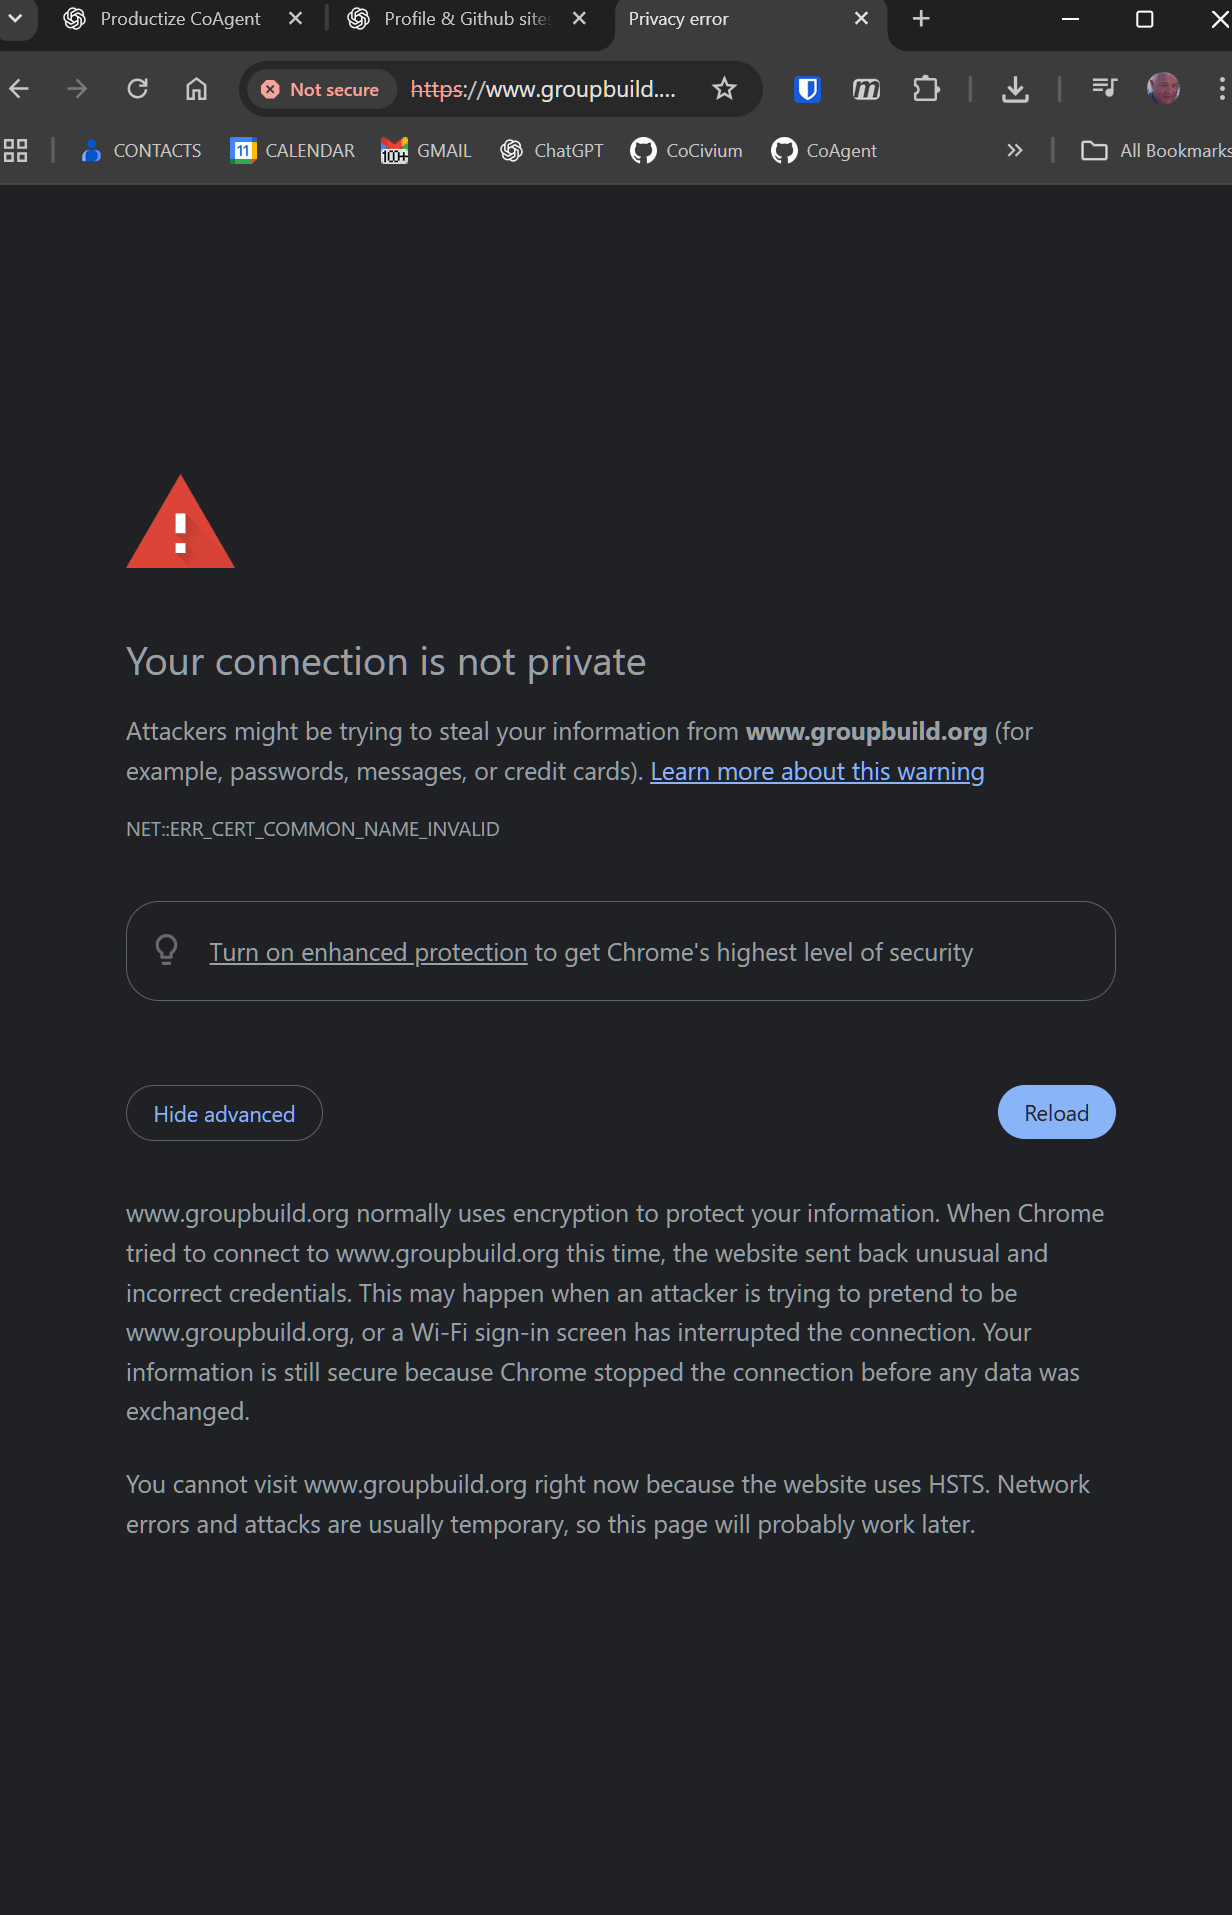 Productize CoAgent
Profile & Github sites
Privacy error
Not secure
https://www.groupbuild....
CONTACTS
11
CALENDAR
100+
GMAIL
ChatGPT
CoCivium
CoAgent
All Bookmarks
Your connection is not private
Attackers might be trying to steal your information from www.groupbuild.org (for
example, passwords, messages, or credit cards). Learn more about this warning
NET::ERR_CERT_COMMON_NAME_INVALID
Turn on enhanced protection to get Chrome's highest level of security
Hide advanced
Reload
www.groupbuild.org normally uses encryption to protect your information. When Chrome
tried to connect to www.groupbuild.org this time, the website sent back unusual and
incorrect credentials. This may happen when an attacker is trying to pretend to be
www.groupbuild.org, or a Wi-Fi sign-in screen has interrupted the connection. Your
information is still secure because Chrome stopped the connection before any data was
exchanged.
You cannot visit www.groupbuild.org right now because the website uses HSTS. Network
errors and attacks are usually temporary, so this page will probably work later.